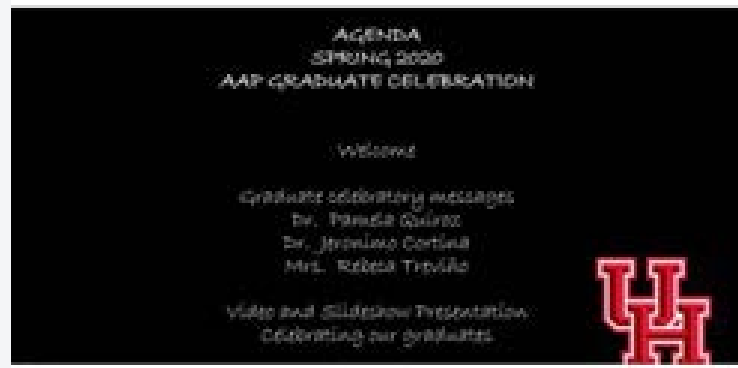 AGENDA
SPRING 2020
AAP GRADUATE CELEBRATION
Welcome
Graduate celebratory messages
Dr. Pamela Quiroz
Dr. Jeronimo Cortina
Mrs. Rebeca Treviño
Video and Slideshow Presentation
Celebrating our graduates
UH